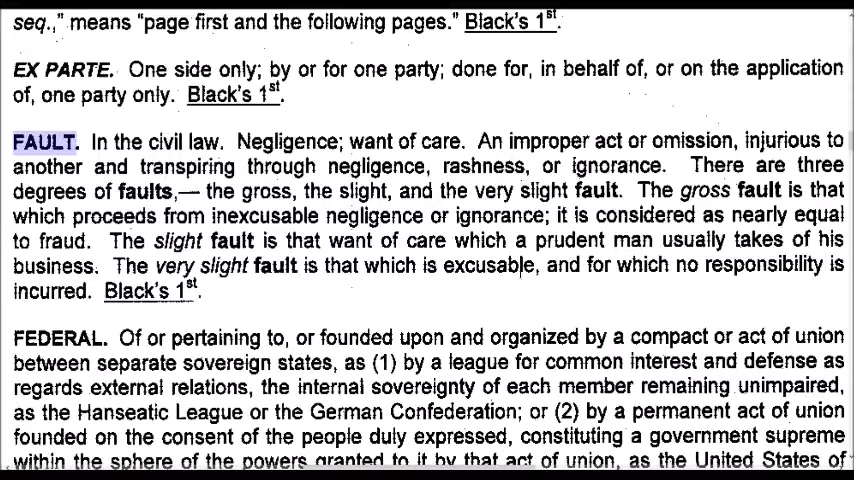 seq.," means "page first and the following pages." Black's 1st.
EX PARTE. One side only; by or for one party; done for, in behalf of, or on the application
of, one party only. Black's 1st.
FAULT. In the civil law. Negligence; want of care. An improper act or omission, injurious to
another and transpiring through negligence, rashness, or ignorance. There are three
degrees of faults,— the gross, the slight, and the very slight fault. The gross fault is that
which proceeds from inexcusable negligence or ignorance; it is considered as nearly equal
to fraud. The slight fault is that want of care which a prudent man usually takes of his
business. The very slight fault is that which is excusable, and for which no responsibility is
incurred. Black's 1st.
FEDERAL. Of or pertaining to, or founded upon and organized by a compact or act of union
between separate sovereign states, as (1) by a league for common interest and defense as
regards external relations, the internal sovereignty of each member remaining unimpaired,
as the Hanseatic League or the German Confederation; or (2) by a permanent act of union
founded on the consent of the people duly expressed, constituting a government supreme
within the sphere of the powers granted to it by that act of union, as the United States of